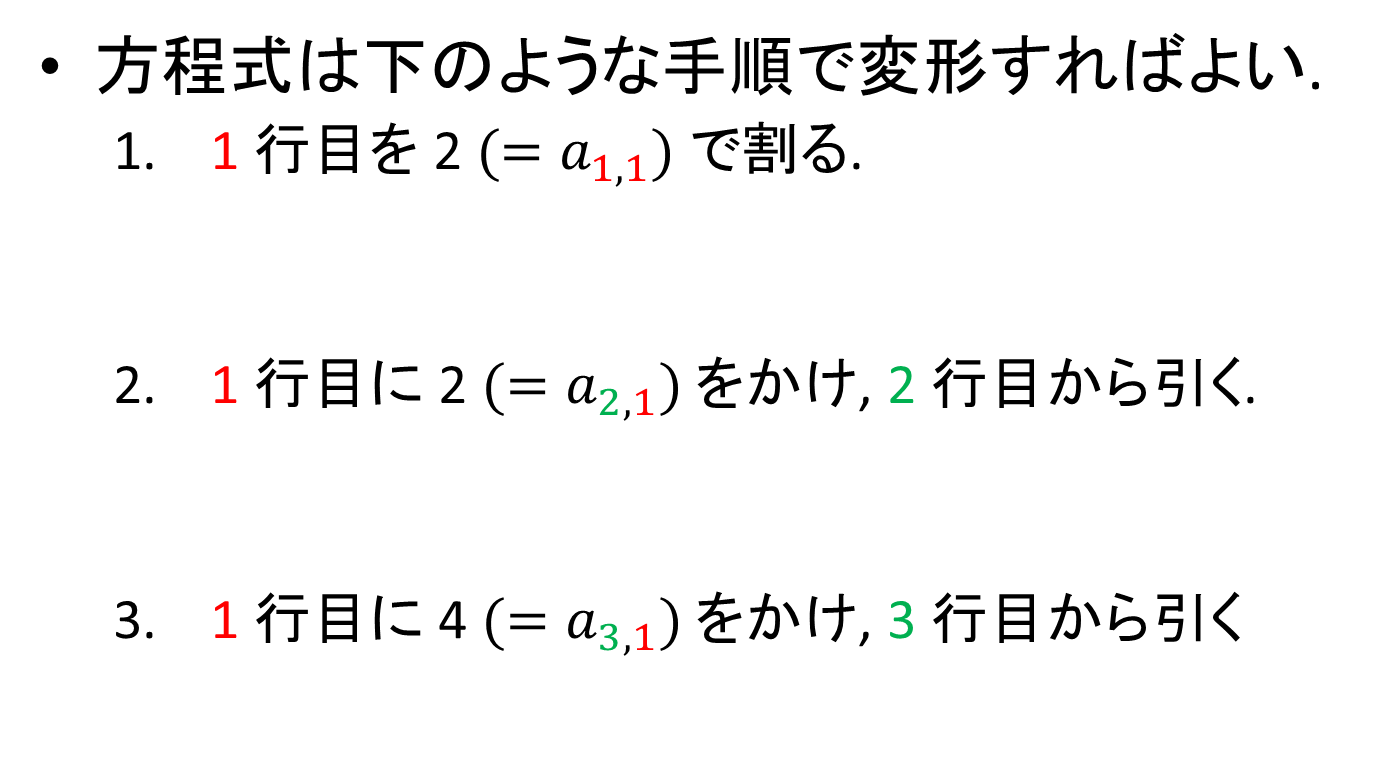 • 方程式は下のような手順で変形すればよい.
1. 1 行目を 2 (= a₁,₁) で割る.
2. 1 行目に 2 (= a₂,₁) をかけ, 2 行目から引く.
3. 1 行目に 4 (= a₃,₁) をかけ, 3 行目から引く